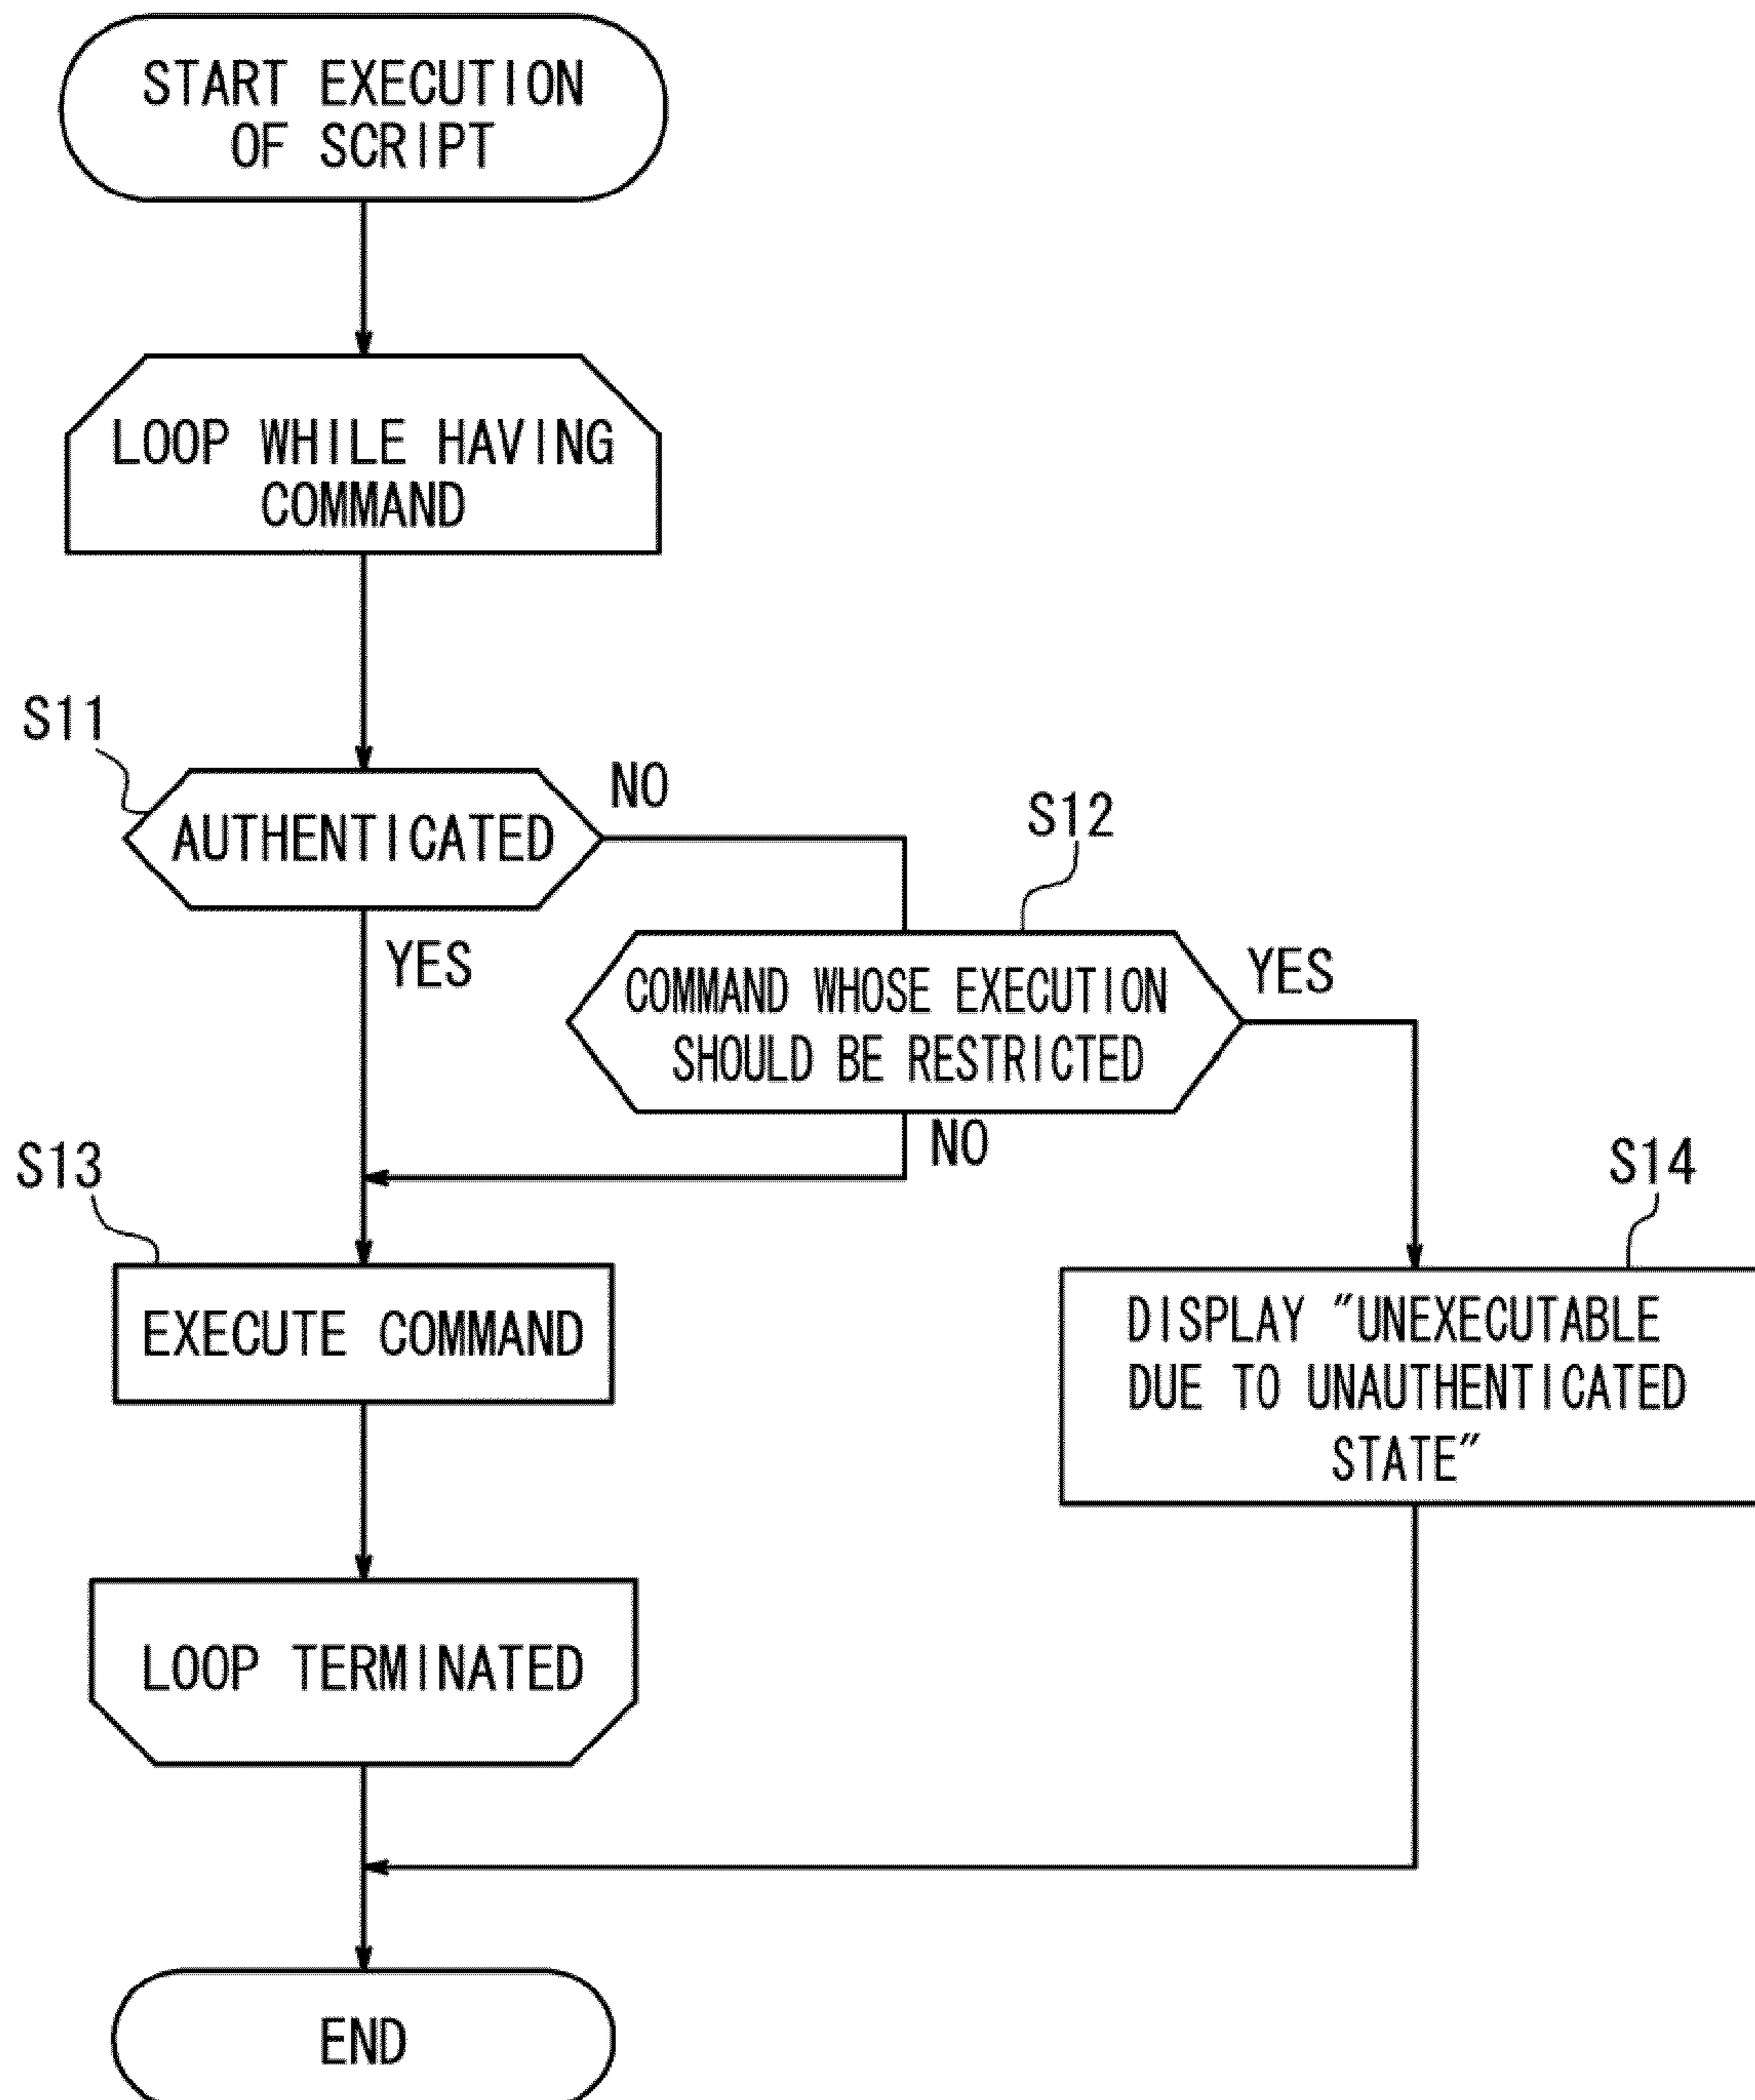 START EXECUTION
OF SCRIPT
LOOP WHILE HAVING
COMMAND
S11
AUTHENTICATED
NO
YES
S12
COMMAND WHOSE EXECUTION
SHOULD BE RESTRICTED
YES
NO
S13
EXECUTE COMMAND
S14
DISPLAY "UNEXECUTABLE
DUE TO UNAUTHENTICATED
STATE"
LOOP TERMINATED
END